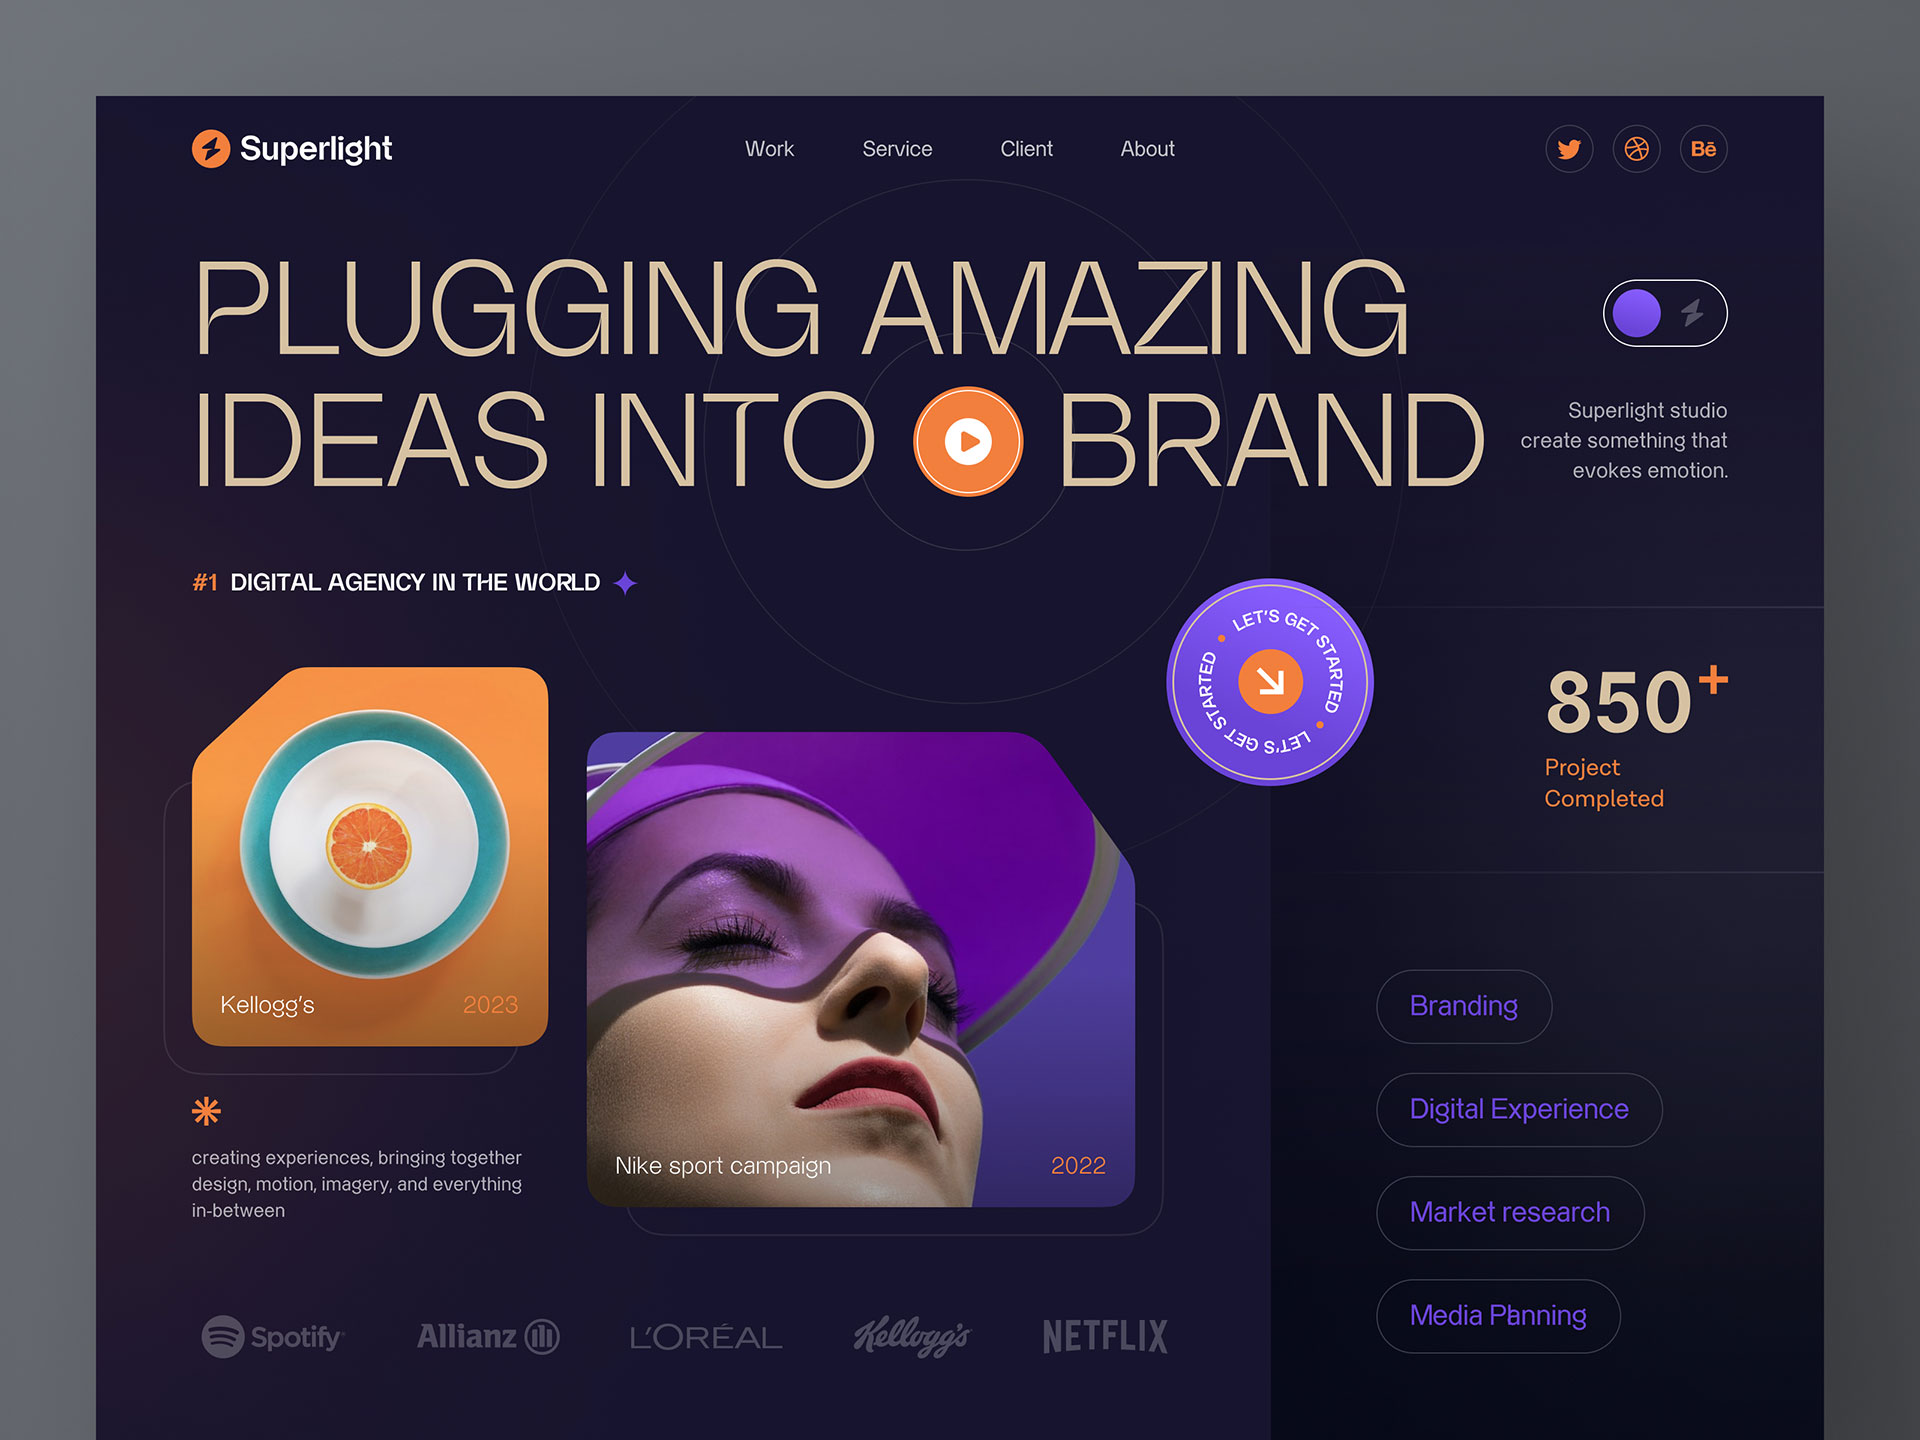 Superlight
Work
Service
Client
About
Bē
PLUGGING AMAZING
IDEAS INTO BRAND
Superlight studio
create something that
evokes emotion.
#1 DIGITAL AGENCY IN THE WORLD
LET'S GET STARTED • LET'S GET STARTED •
850+
Project
Completed
Kellogg's
2023
Nike sport campaign
2022
creating experiences, bringing together
design, motion, imagery, and everything
in-between
Branding
Digital Experience
Market research
Media Planning
Spotify
Allianz
L'ORÉAL
Kellogg's
NETFLIX